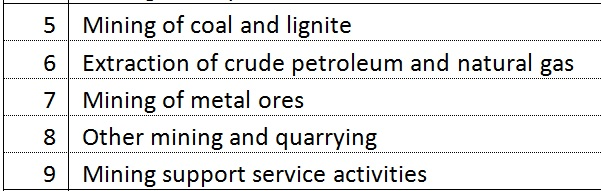 5 Mining of coal and lignite
6 Extraction of crude petroleum and natural gas
7 Mining of metal ores
8 Other mining and quarrying
9 Mining support service activities